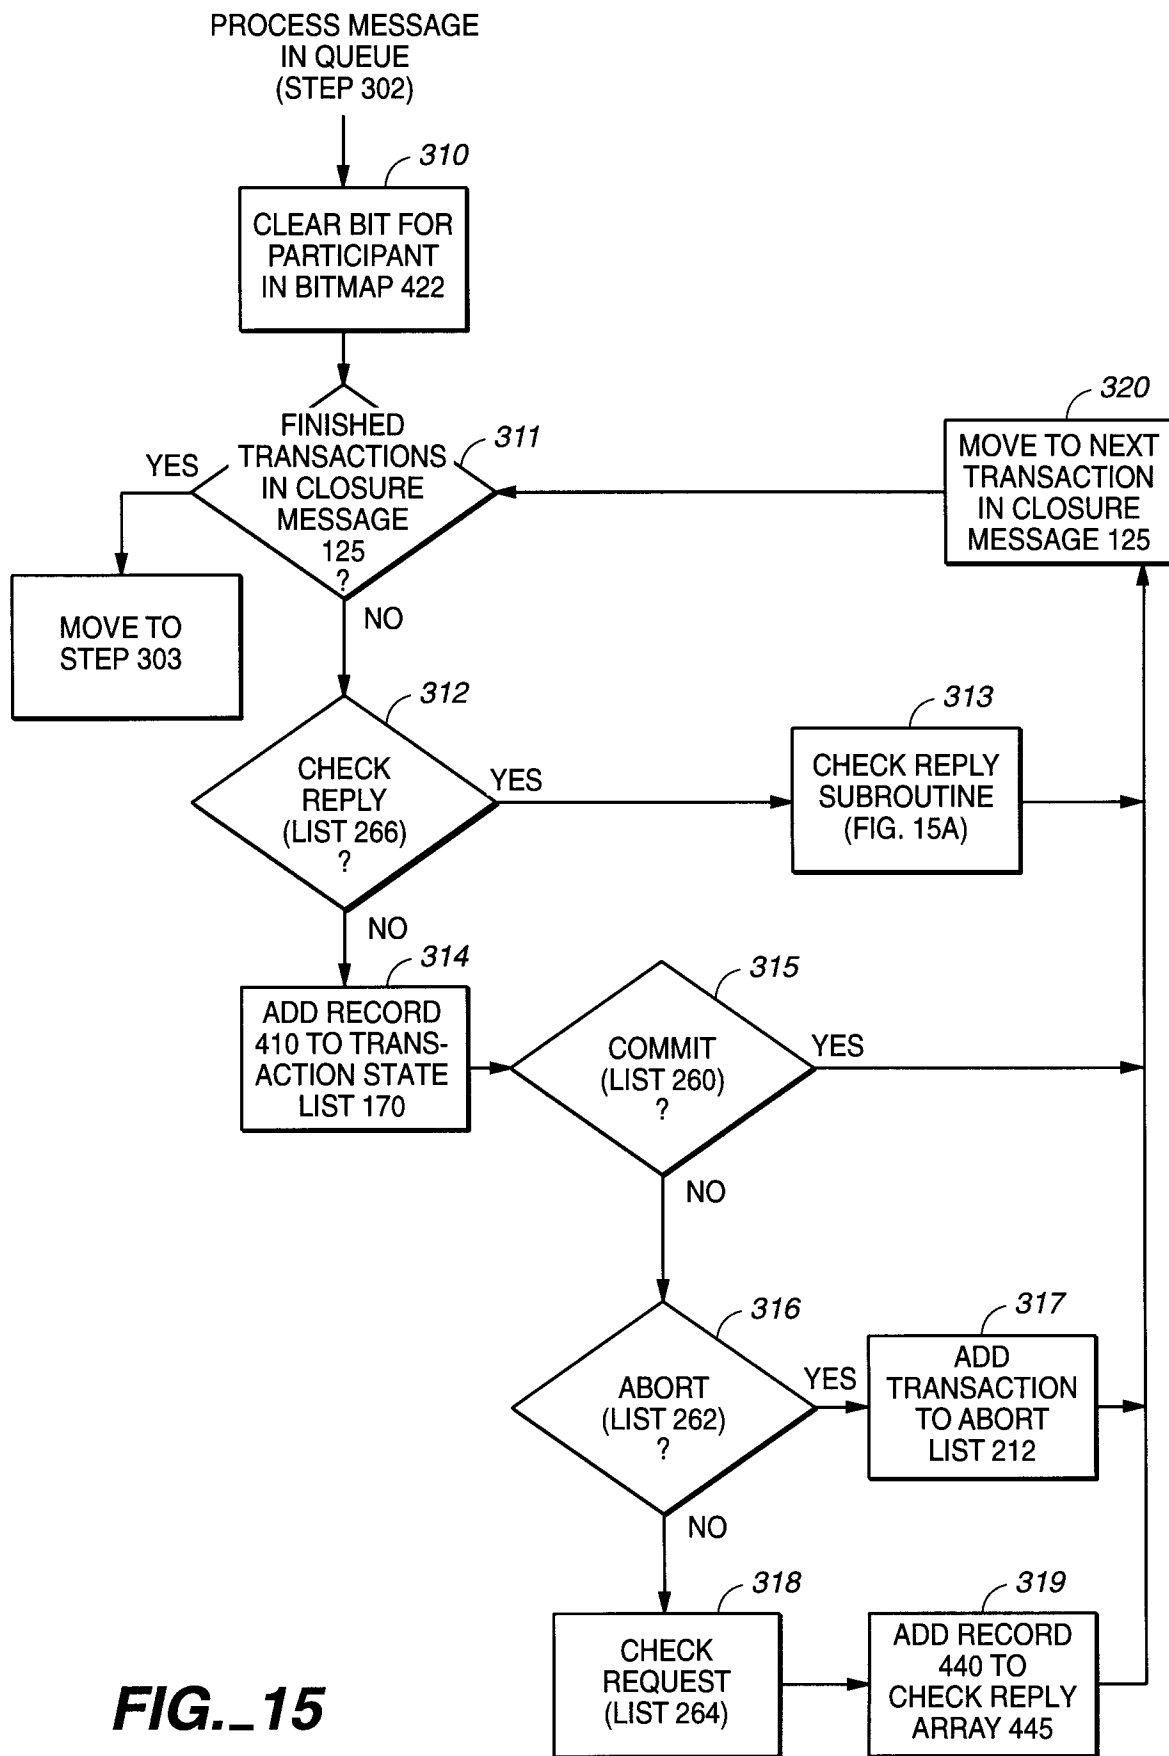 PROCESS MESSAGE
IN QUEUE
(STEP 302)
310
CLEAR BIT FOR
PARTICIPANT
IN BITMAP 422
311
FINISHED
TRANSACTIONS
IN CLOSURE
MESSAGE
125
?
YES
NO
320
MOVE TO NEXT
TRANSACTION
IN CLOSURE
MESSAGE 125
MOVE TO
STEP 303
312
CHECK
REPLY
(LIST 266)
?
YES
NO
313
CHECK REPLY
SUBROUTINE
(FIG. 15A)
314
ADD RECORD
410 TO TRANS-
ACTION STATE
LIST 170
315
COMMIT
(LIST 260)
?
YES
NO
316
ABORT
(LIST 262)
?
YES
NO
317
ADD
TRANSACTION
TO ABORT
LIST 212
318
CHECK
REQUEST
(LIST 264)
319
ADD RECORD
440 TO
CHECK REPLY
ARRAY 445
FIG._15